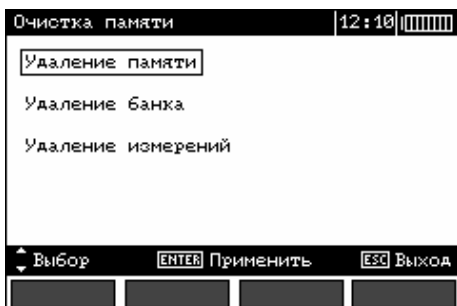 Очистка памяти 12:10
Удаление памяти
Удаление банка
Удаление измерений
Выбор ENTER Применить ESC Выход